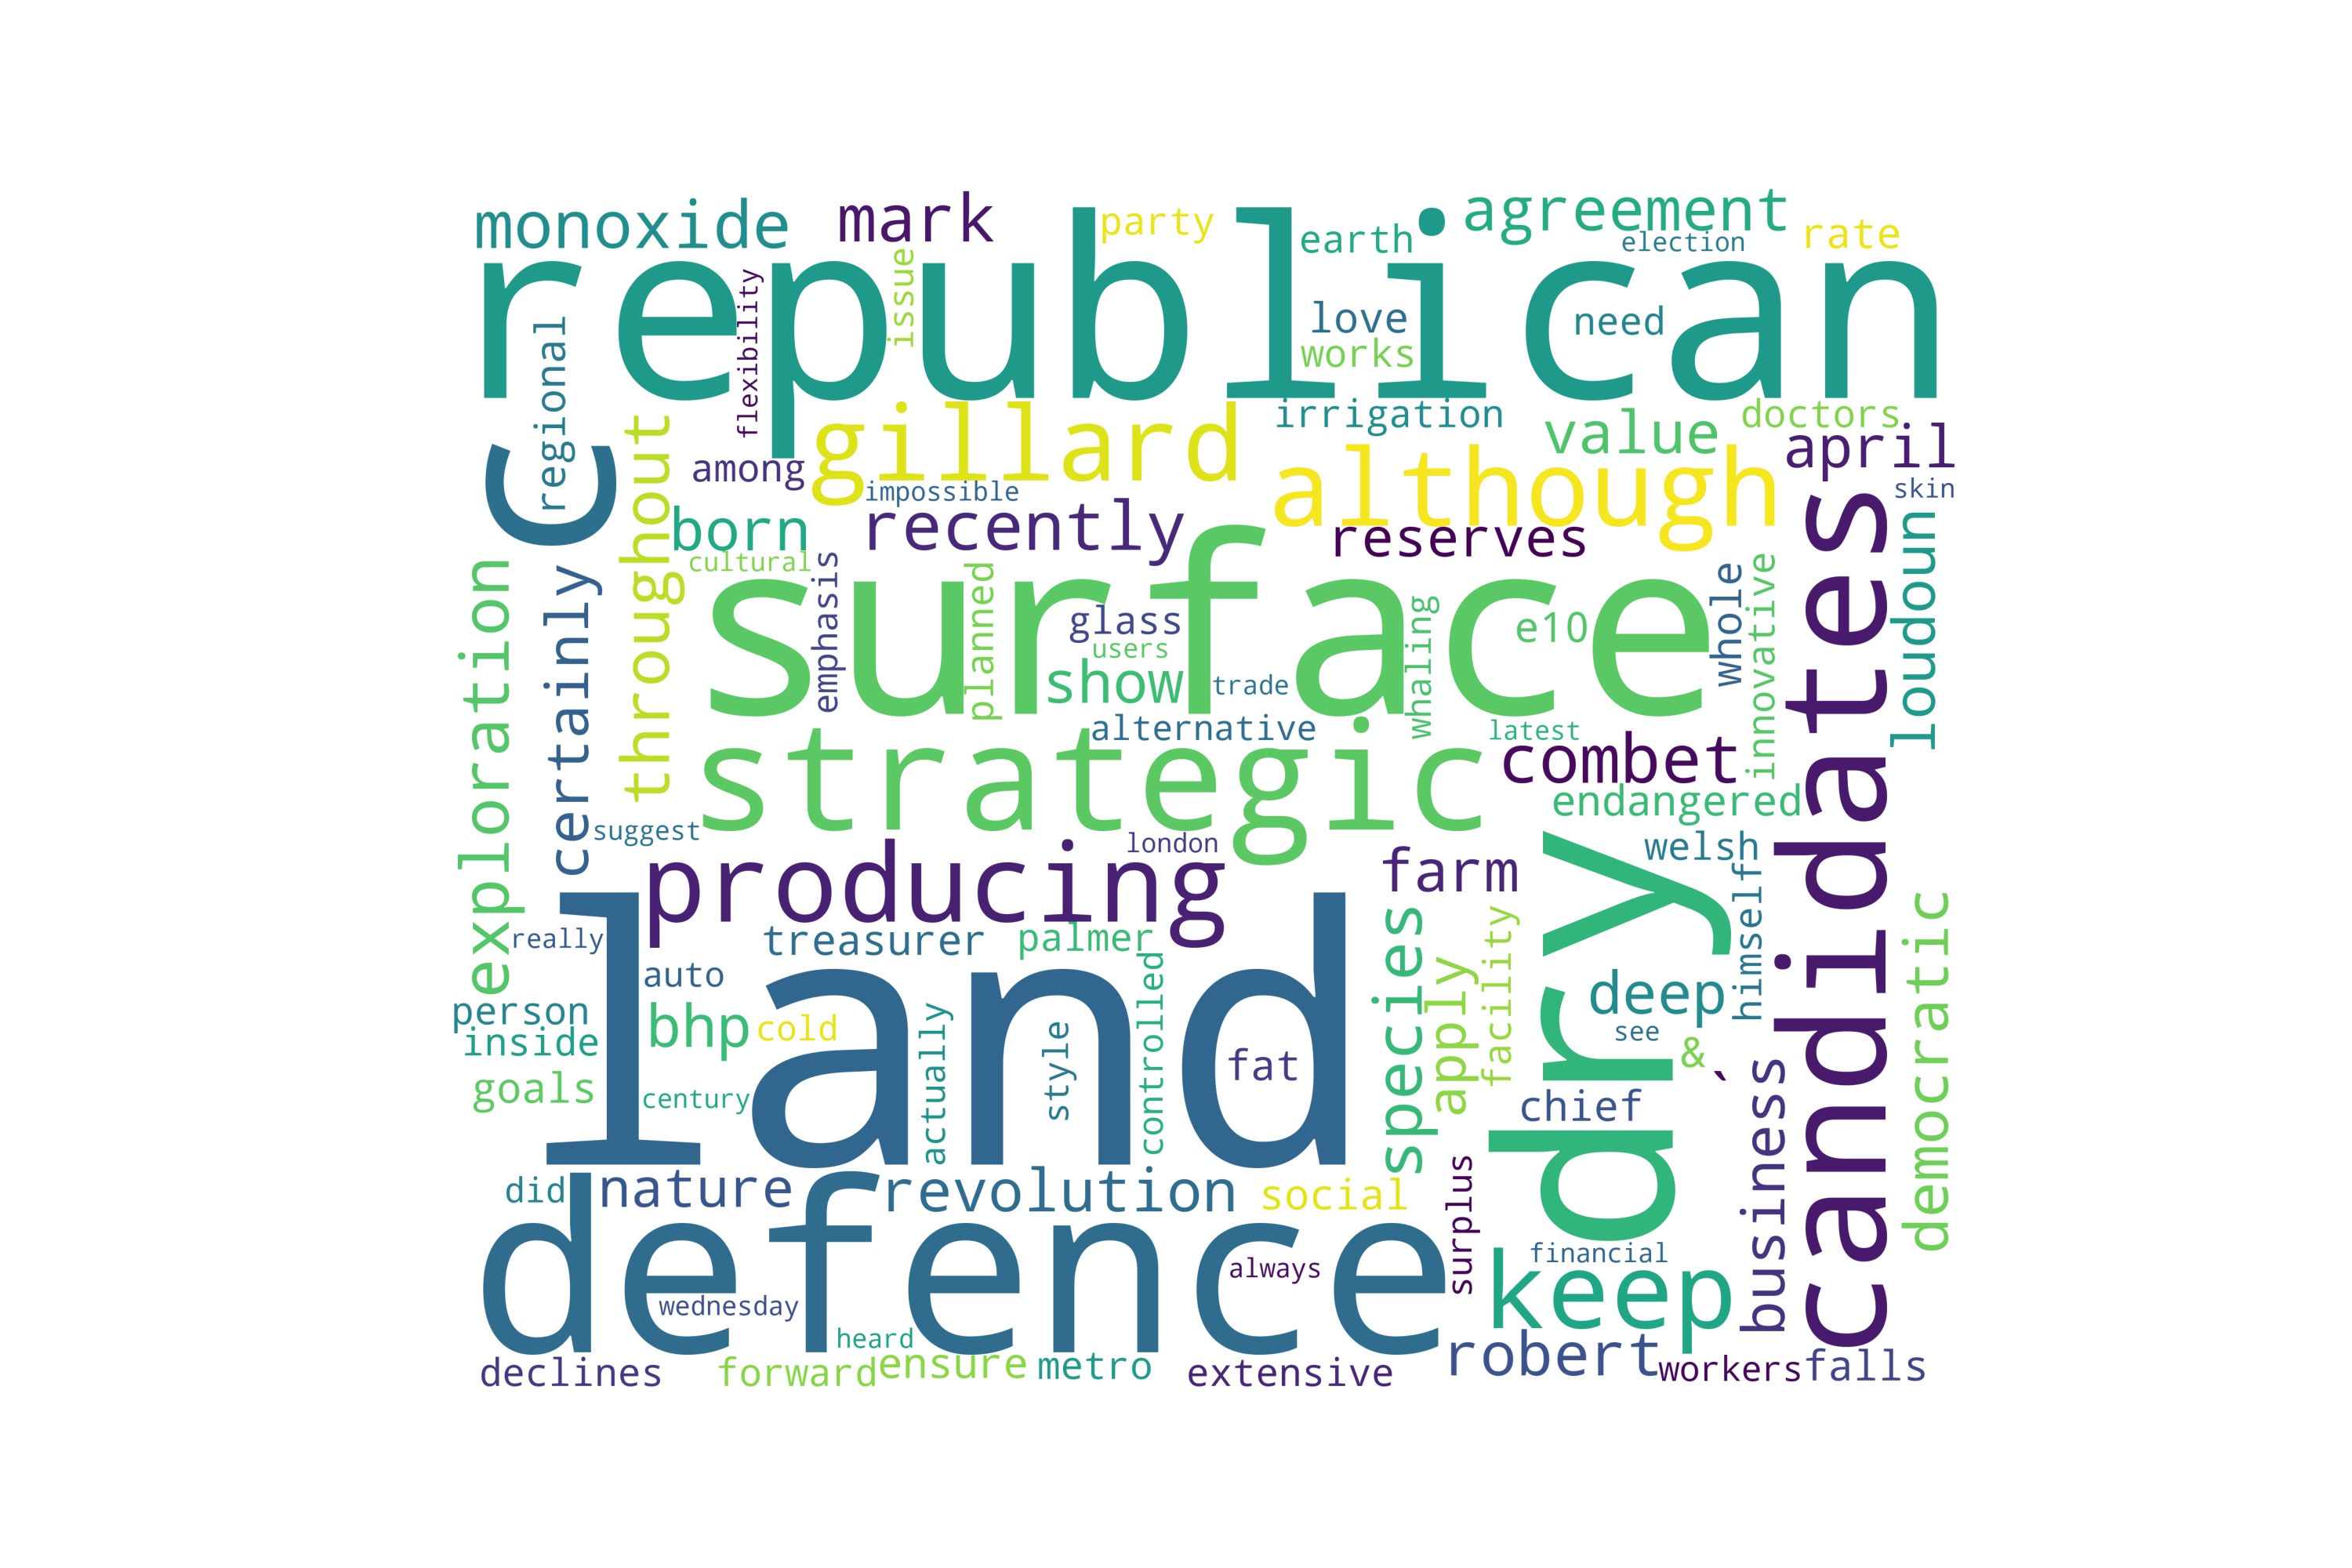 monoxide
mark
party
earth
agreement
election
rate
republican
regional
flexibility
issue
love
works
need
irrigation
value
doctors
april
skin
c
throughout
among
gillard
impossible
although
born
recently
reserves
cultural
exploration
certainly
emphasis
surface
planned
glass
users
show
trade
whaling
e10
whole
innovative
loudoun
candidates
alternative
latest
strategic
combet
endangered
suggest
london
welsh
producing
farm
dry
himself
democratic
really
treasurer
palmer
species
apply
facility
auto
land
controlled
deep
person
bhp
cold
actually
style
fat
see
inside
&
`
goals
century
chief
business
did
nature
revolution
social
surplus
defence
always
financial
keep
wednesday
heard
robert
declines
forward
ensure
metro
extensive
workers
falls